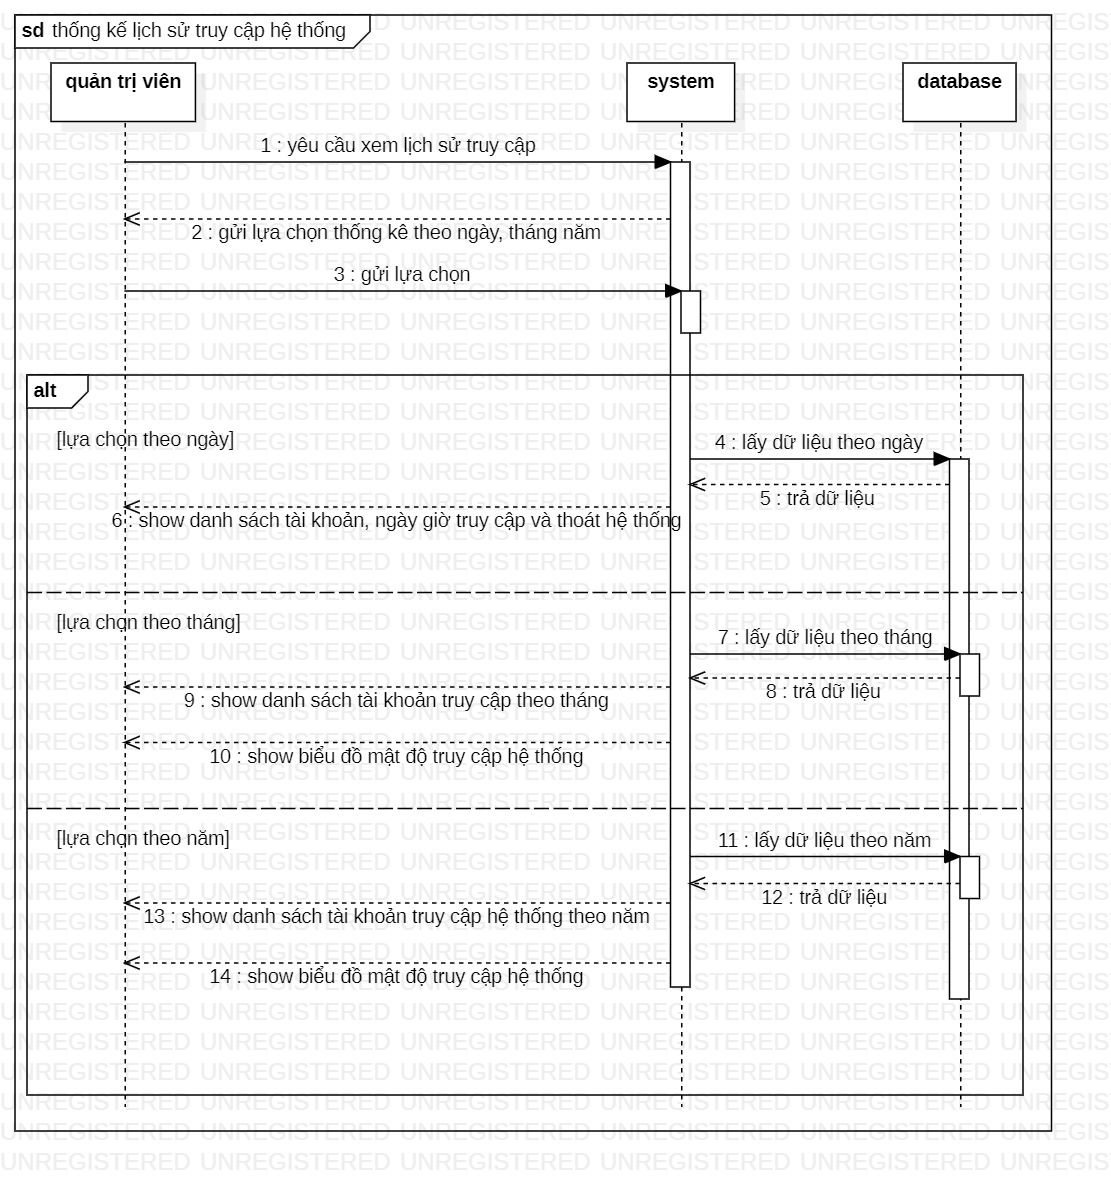 sd thống kế lịch sử truy cập hệ thống
quản trị viên
system
database
1 : yêu cầu xem lịch sử truy cập
2 : gửi lựa chọn thống kê theo ngày, tháng năm
3 : gửi lựa chọn
alt
[lựa chọn theo ngày]
4 : lấy dữ liệu theo ngày
5 : trả dữ liệu
6 : show danh sách tài khoản, ngày giờ truy cập và thoát hệ thống
[lựa chọn theo tháng]
7 : lấy dữ liệu theo tháng
8 : trả dữ liệu
9 : show danh sách tài khoản truy cập theo tháng
10 : show biểu đồ mật độ truy cập hệ thống
[lựa chọn theo năm]
11 : lấy dữ liệu theo năm
12 : trả dữ liệu
13 : show danh sách tài khoản truy cập hệ thống theo năm
14 : show biểu đồ mật độ truy cập hệ thống
UNREGISTERED